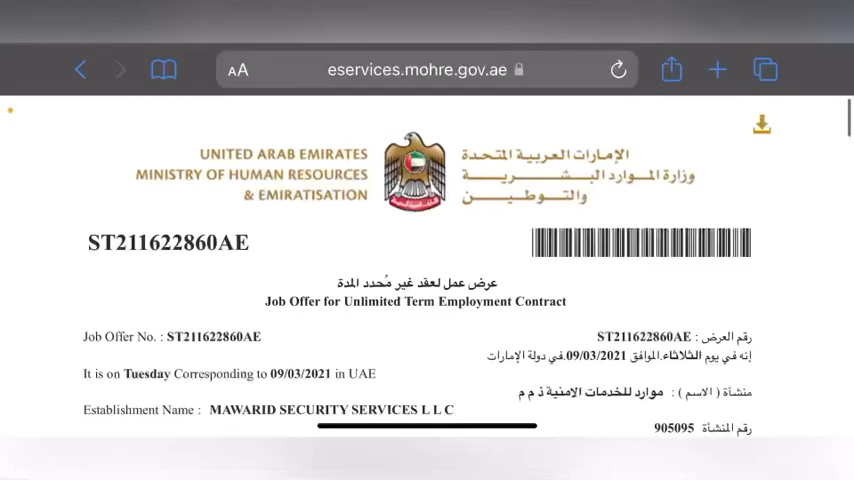 AA eservices.mohre.gov.ae
UNITED ARAB EMIRATES
MINISTRY OF HUMAN RESOURCES
& EMIRATISATION
الإمارات العربية المتحدة
وزارة المـوارد البـشـــريـــة
والتــوطــيــن
ST211622860AE
عرض عمل لعقد غير مُحدد المدة
Job Offer for Unlimited Term Employment Contract
Job Offer No. : ST211622860AE
رقم العرض : ST211622860AE
إنه في يوم الثلاثاء.الموافق 09/03/2021.في دولة الإمارات
It is on Tuesday Corresponding to 09/03/2021 in UAE
منشأة ( الاسم ) : موارد للخدمات الامنية ذ م م
Establishment Name : MAWARID SECURITY SERVICES L L C
رقم المنشأة 905095